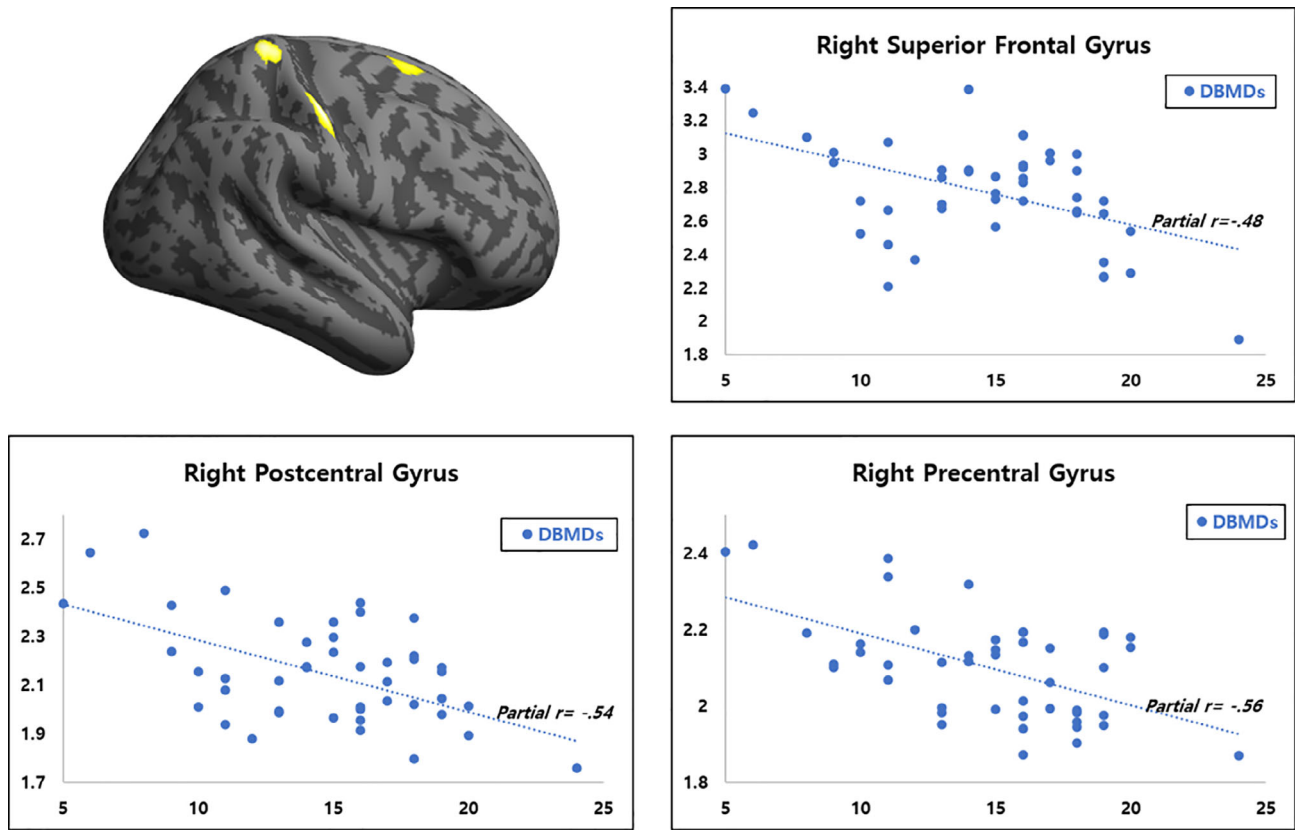 Right Superior Frontal Gyrus
DBMDs
3.4
3.2
3
2.8
2.6
2.4
2.2
2
1.8
Partial r=-.48
5 10 15 20 25
Right Postcentral Gyrus
DBMDs
2.7
2.5
2.3
2.1
1.9
1.7
Partial r= -.54
5 10 15 20 25
Right Precentral Gyrus
DBMDs
2.4
2.2
2
1.8
Partial r= -.56
5 10 15 20 25